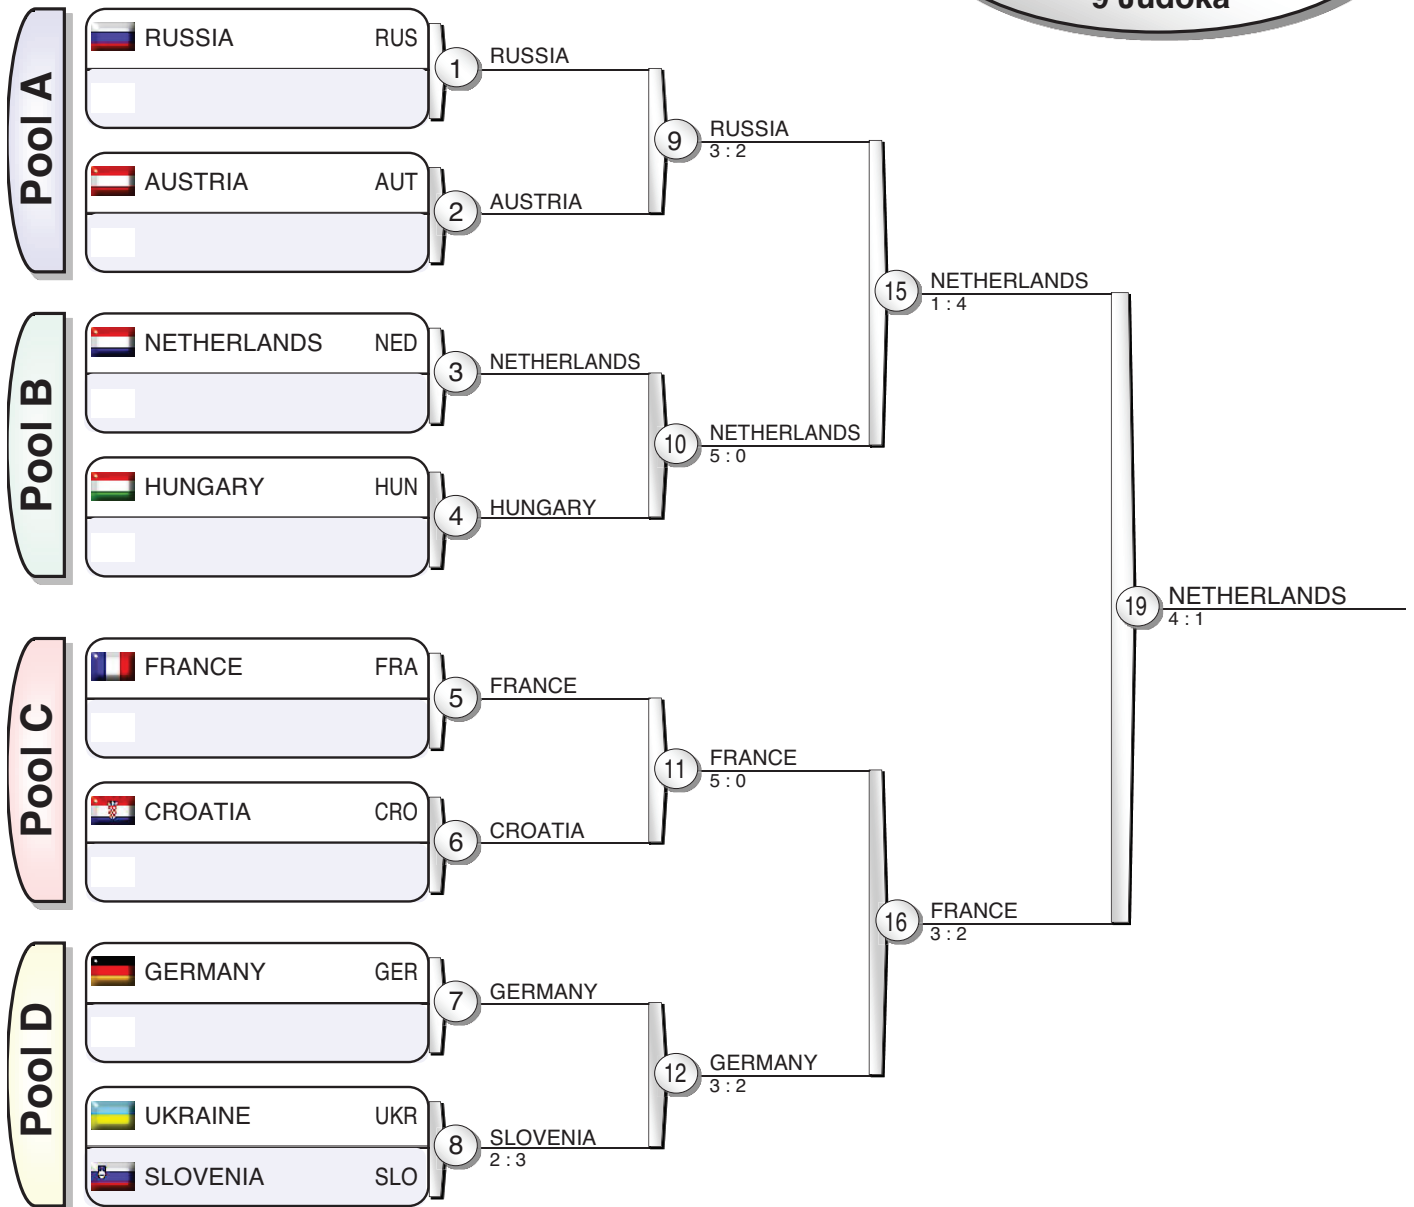 9 Judoka
Pool A
RUSSIA RUS
1
RUSSIA
AUSTRIA AUT
2
AUSTRIA
9
RUSSIA
3 : 2
Pool B
NETHERLANDS NED
3
NETHERLANDS
HUNGARY HUN
4
HUNGARY
10
NETHERLANDS
5 : 0
15
NETHERLANDS
1 : 4
Pool C
FRANCE FRA
5
FRANCE
CROATIA CRO
6
CROATIA
11
FRANCE
5 : 0
Pool D
GERMANY GER
7
GERMANY
UKRAINE UKR
SLOVENIA SLO
8
SLOVENIA
2 : 3
12
GERMANY
3 : 2
16
FRANCE
3 : 2
19
NETHERLANDS
4 : 1